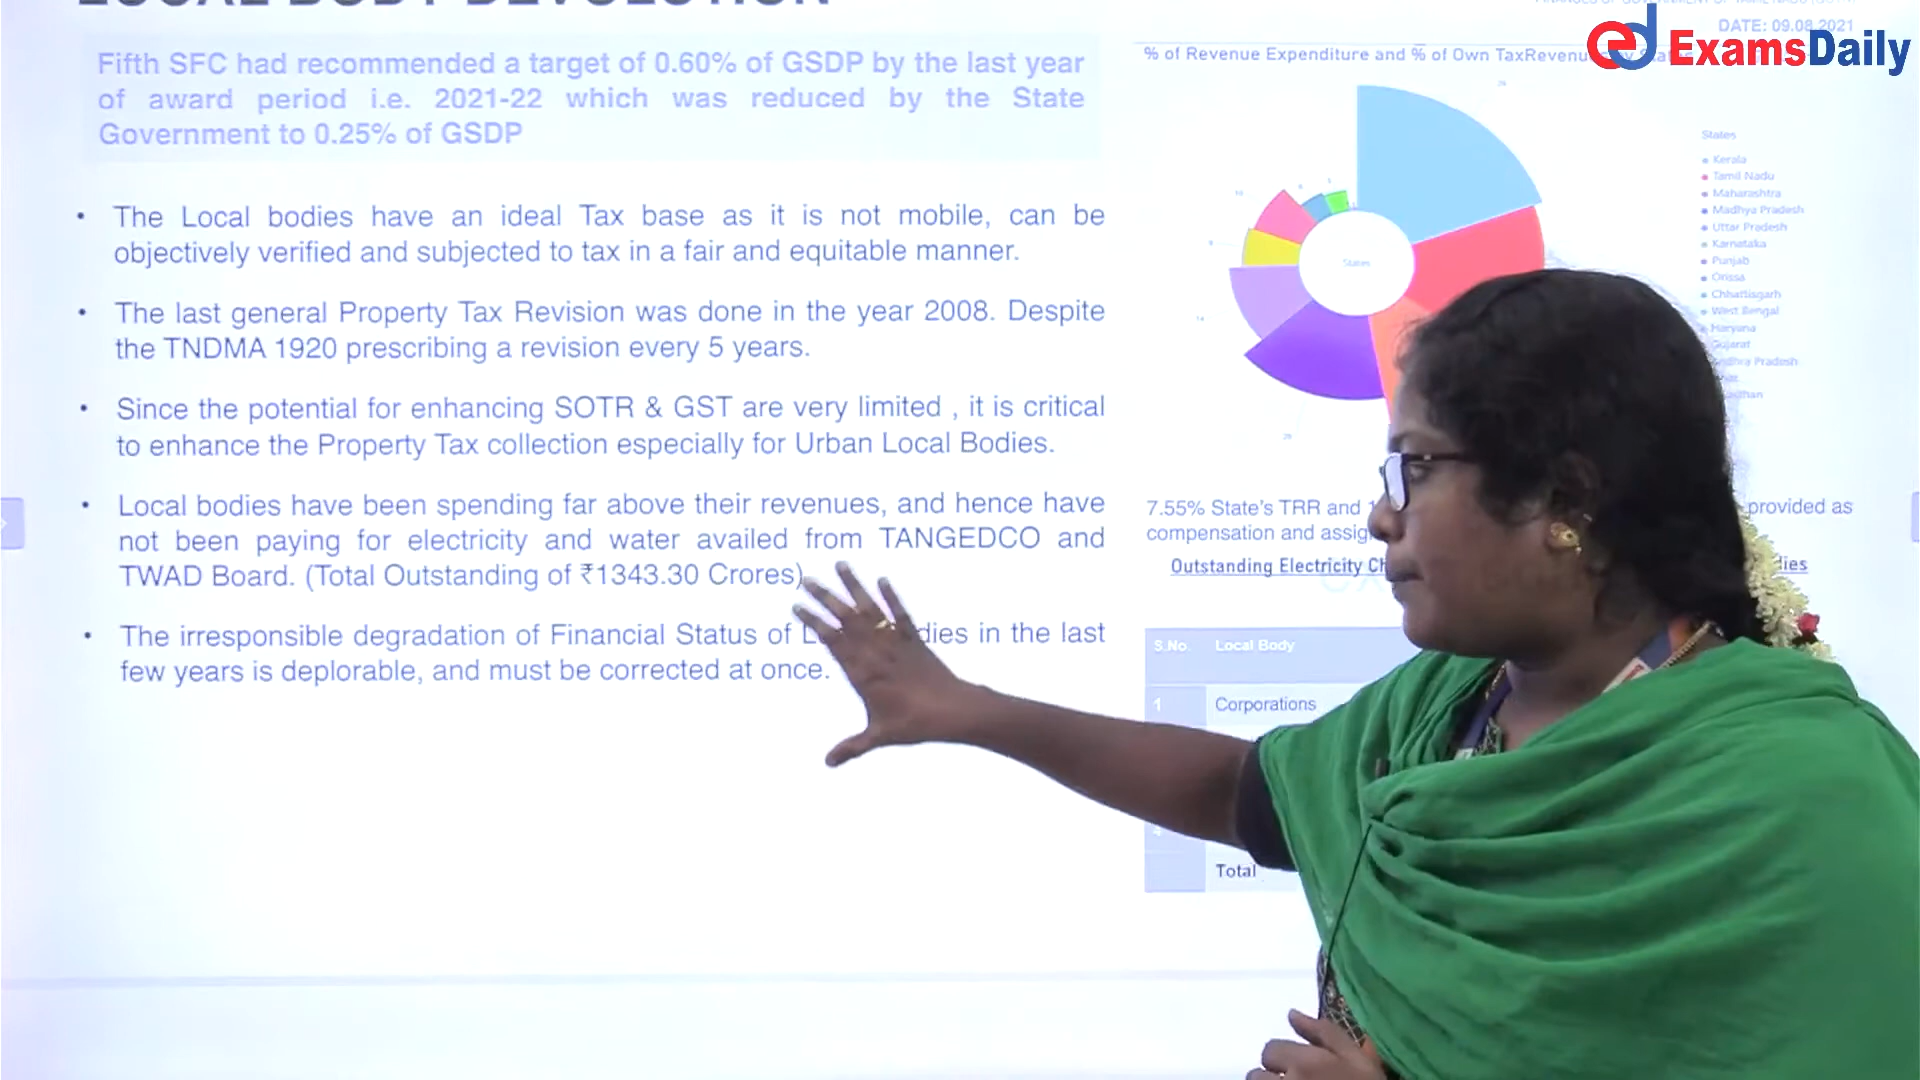 LOCAL BODY DEVOLUTION
DATE: 09.08.2021
ExamsDaily
Fifth SFC had recommended a target of 0.60% of GSDP by the last year
of award period i.e. 2021-22 which was reduced by the State
Government to 0.25% of GSDP
• The Local bodies have an ideal Tax base as it is not mobile, can be
objectively verified and subjected to tax in a fair and equitable manner.
• The last general Property Tax Revision was done in the year 2008. Despite
the TNDMA 1920 prescribing a revision every 5 years.
• Since the potential for enhancing SOTR & GST are very limited , it is critical
to enhance the Property Tax collection especially for Urban Local Bodies.
• Local bodies have been spending far above their revenues, and hence have
not been paying for electricity and water availed from TANGEDCO and
TWAD Board. (Total Outstanding of ₹1343.30 Crores)
• The irresponsible degradation of Financial Status of dies in the last
few years is deplorable, and must be corrected at once.
% of Revenue Expenditure and % of Own TaxRevenu
States
States
Kerala
Tamil Nadu
Maharashtra
Madhya Pradesh
Uttar Pradesh
Karnataka
Punjab
Orissa
Chhattisgarh
West Bengal
Haryana
Gujarat
Pradesh
7.55% State's TRR and provided as
compensation and assig
Outstanding Electricity Ch lies
S.No. Local Body
1 Corporations
4
Total